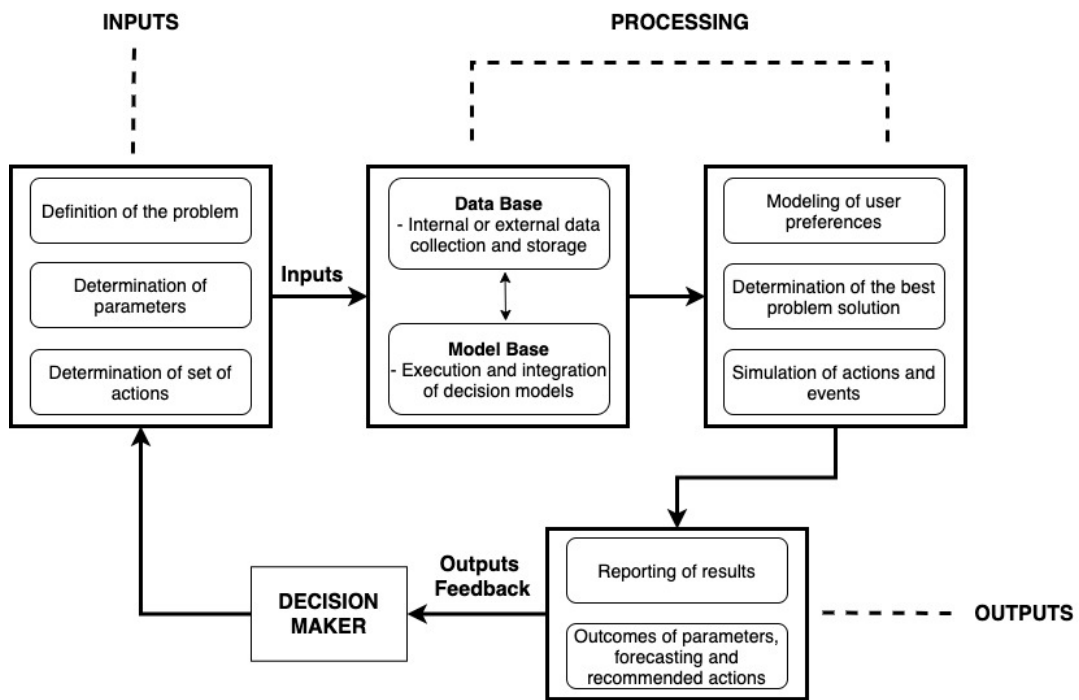 INPUTS
PROCESSING
Definition of the problem
Determination of
parameters
Determination of set of
actions
Inputs
Data Base
- Internal or external data
collection and storage
Model Base
- Execution and integration
of decision models
Modeling of user
preferences
Determination of the best
problem solution
Simulation of actions and
events
Reporting of results
Outcomes of parameters,
forecasting and
recommended actions
OUTPUTS
Outputs
Feedback
DECISION
MAKER